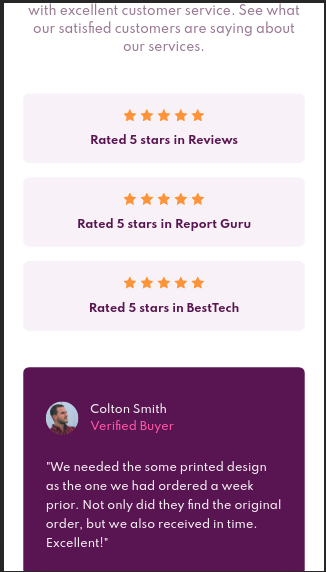 with excellent customer service. See what
our satisfied customers are saying about
our services.
Rated 5 stars in Reviews
Rated 5 stars in Report Guru
Rated 5 stars in BestTech
Colton Smith
Verified Buyer
"We needed the some printed design
as the one we had ordered a week
prior. Not only did they find the original
order, but we also received in time.
Excellent!"